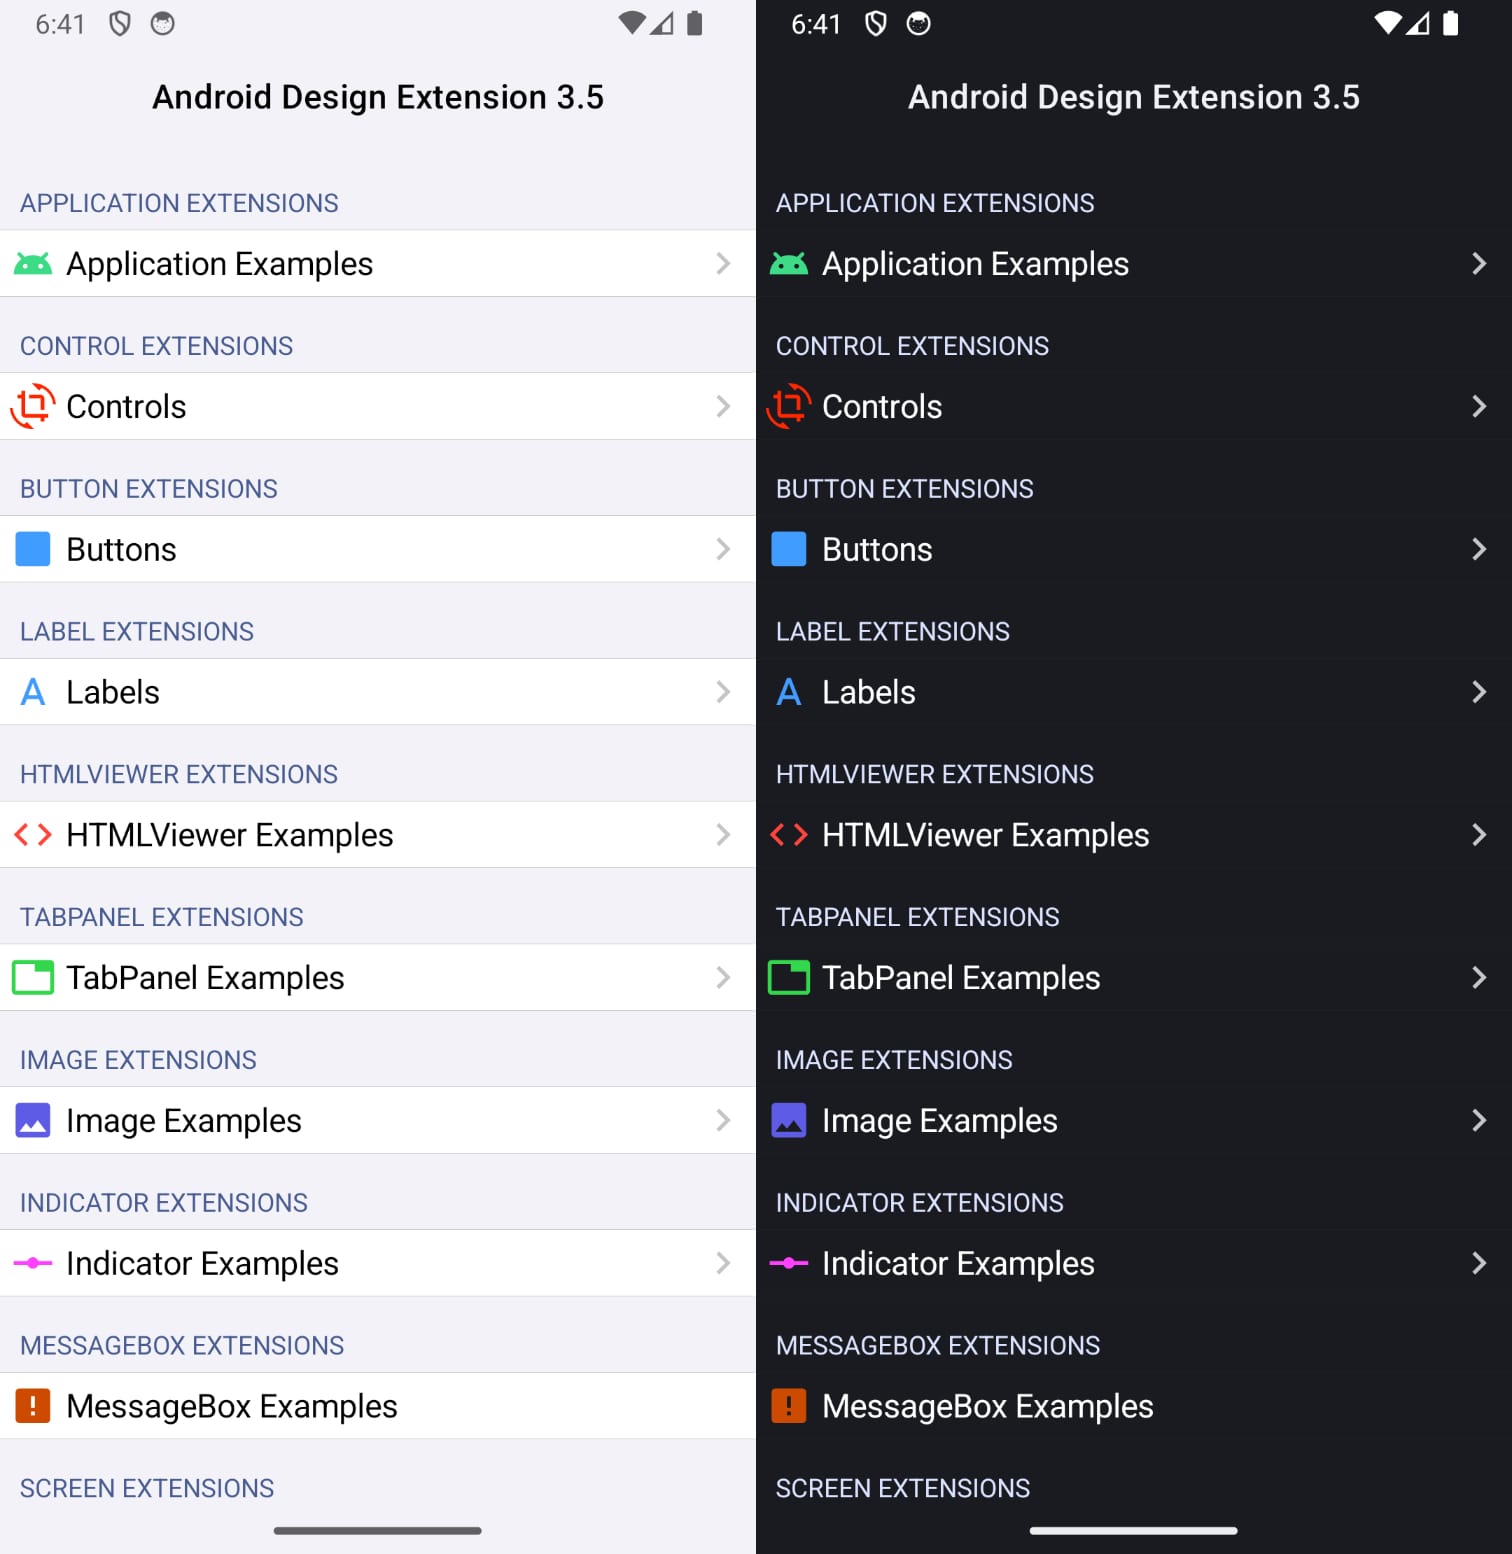 6:41
Android Design Extension 3.5
APPLICATION EXTENSIONS
Application Examples
CONTROL EXTENSIONS
Controls
BUTTON EXTENSIONS
Buttons
LABEL EXTENSIONS
A Labels
HTMLVIEWER EXTENSIONS
HTMLViewer Examples
TABPANEL EXTENSIONS
TabPanel Examples
IMAGE EXTENSIONS
Image Examples
INDICATOR EXTENSIONS
Indicator Examples
MESSAGEBOX EXTENSIONS
! MessageBox Examples
SCREEN EXTENSIONS
6:41
Android Design Extension 3.5
APPLICATION EXTENSIONS
Application Examples
CONTROL EXTENSIONS
Controls
BUTTON EXTENSIONS
Buttons
LABEL EXTENSIONS
A Labels
HTMLVIEWER EXTENSIONS
HTMLViewer Examples
TABPANEL EXTENSIONS
TabPanel Examples
IMAGE EXTENSIONS
Image Examples
INDICATOR EXTENSIONS
Indicator Examples
MESSAGEBOX EXTENSIONS
! MessageBox Examples
SCREEN EXTENSIONS